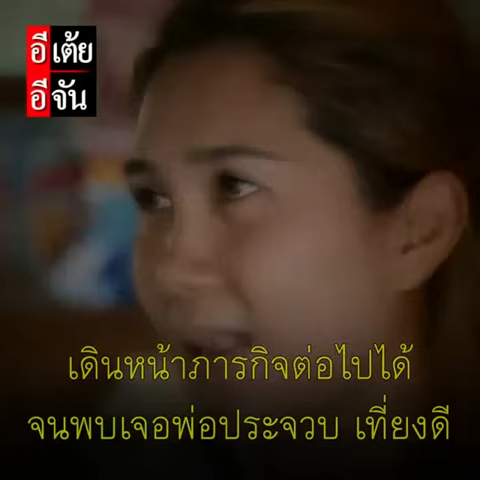 อีเต้ย
อีจัน
เดินหน้าภารกิจต่อไปได้
จนพบเจอพ่อประจวบ เที่ยงดี